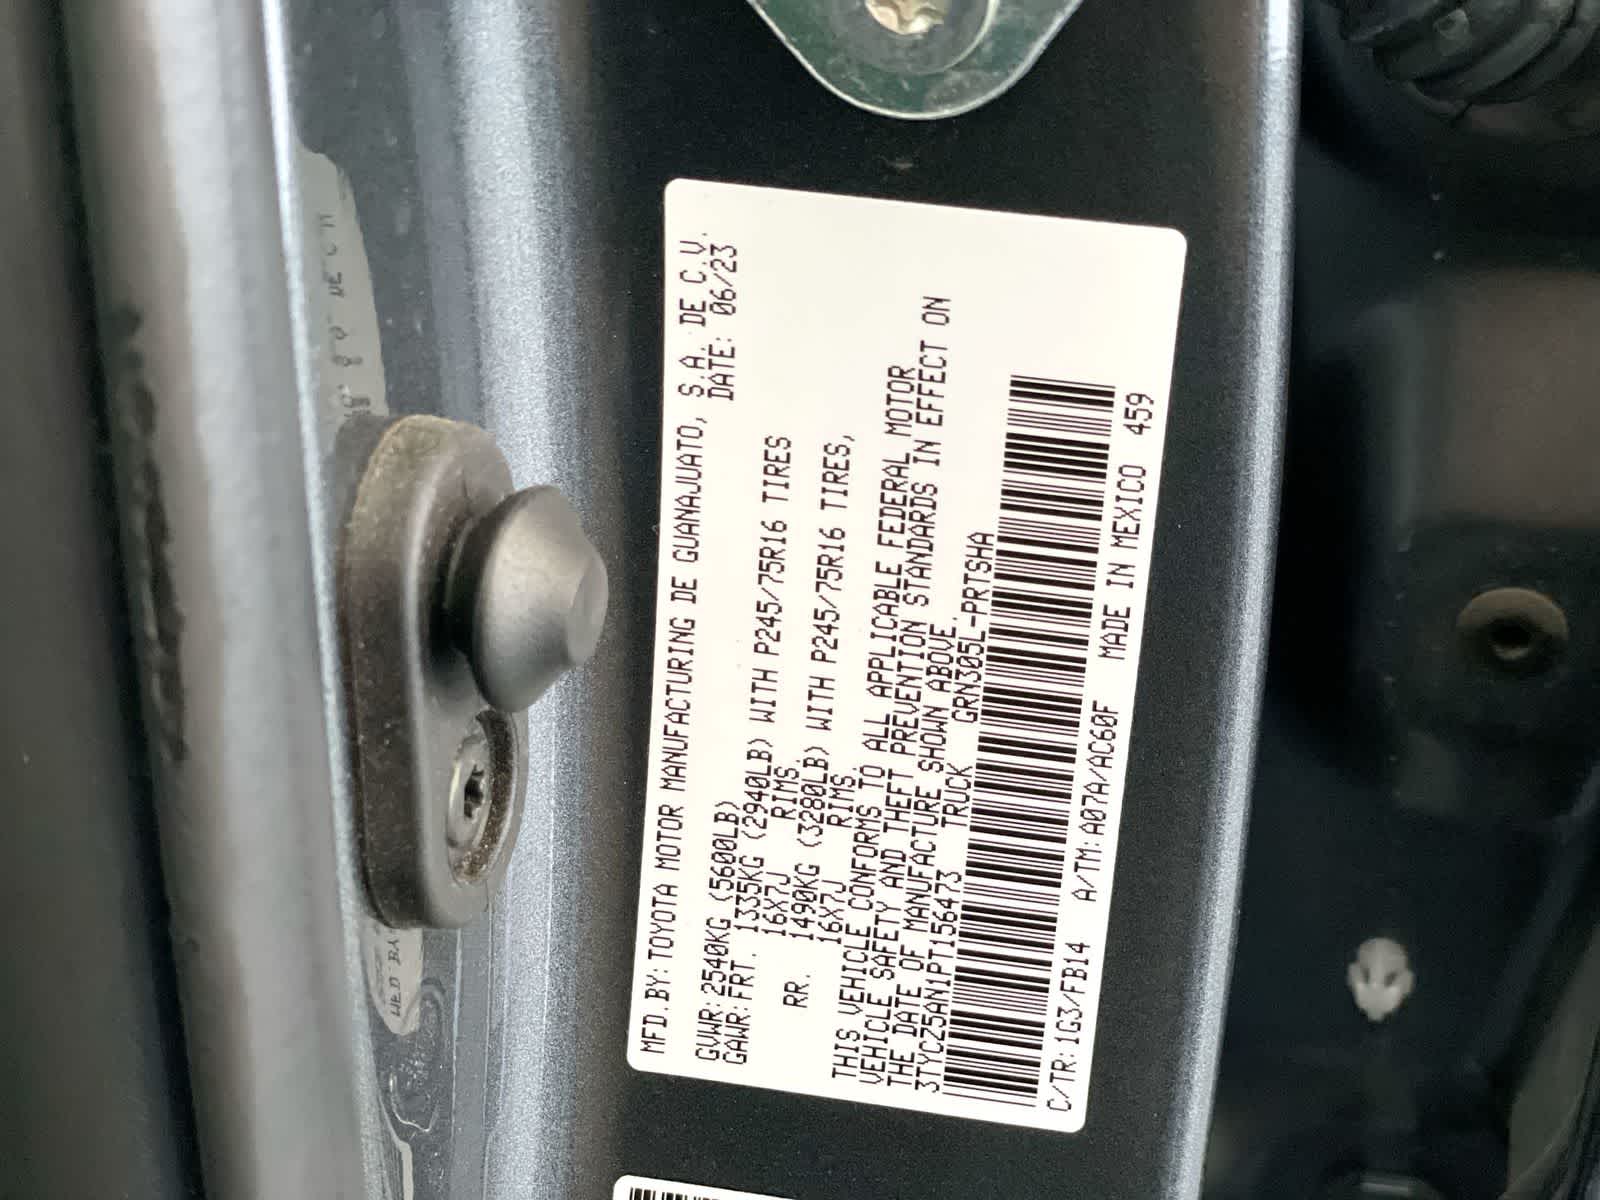 MFD.BY: TOYOTA MOTOR MANUFACTURING DE GUANAJUATO, S.A. DE C.V.
DATE: 06/23
GVWR: 2540KG (5600LB)
GAWR: FRT. 1335KG (2940LB) WITH P245/75R16 TIRES
16X7J RIMS.
RR. 1490KG (3280LB) WITH P245/75R16 TIRES,
16X7J RIMS.
THIS VEHICLE CONFORMS TO ALL APPLICABLE FEDERAL MOTOR
VEHICLE SAFETY AND THEFT PREVENTION STANDARDS IN EFFECT ON
THE DATE OF MANUFACTURE SHOWN ABOVE.
3TYCZ5AN1PT156473 TRUCK GRN305L-PRTSHA
C/TR: 1G3/FB14 A/TM: A07A/AC60F MADE IN MEXICO 459